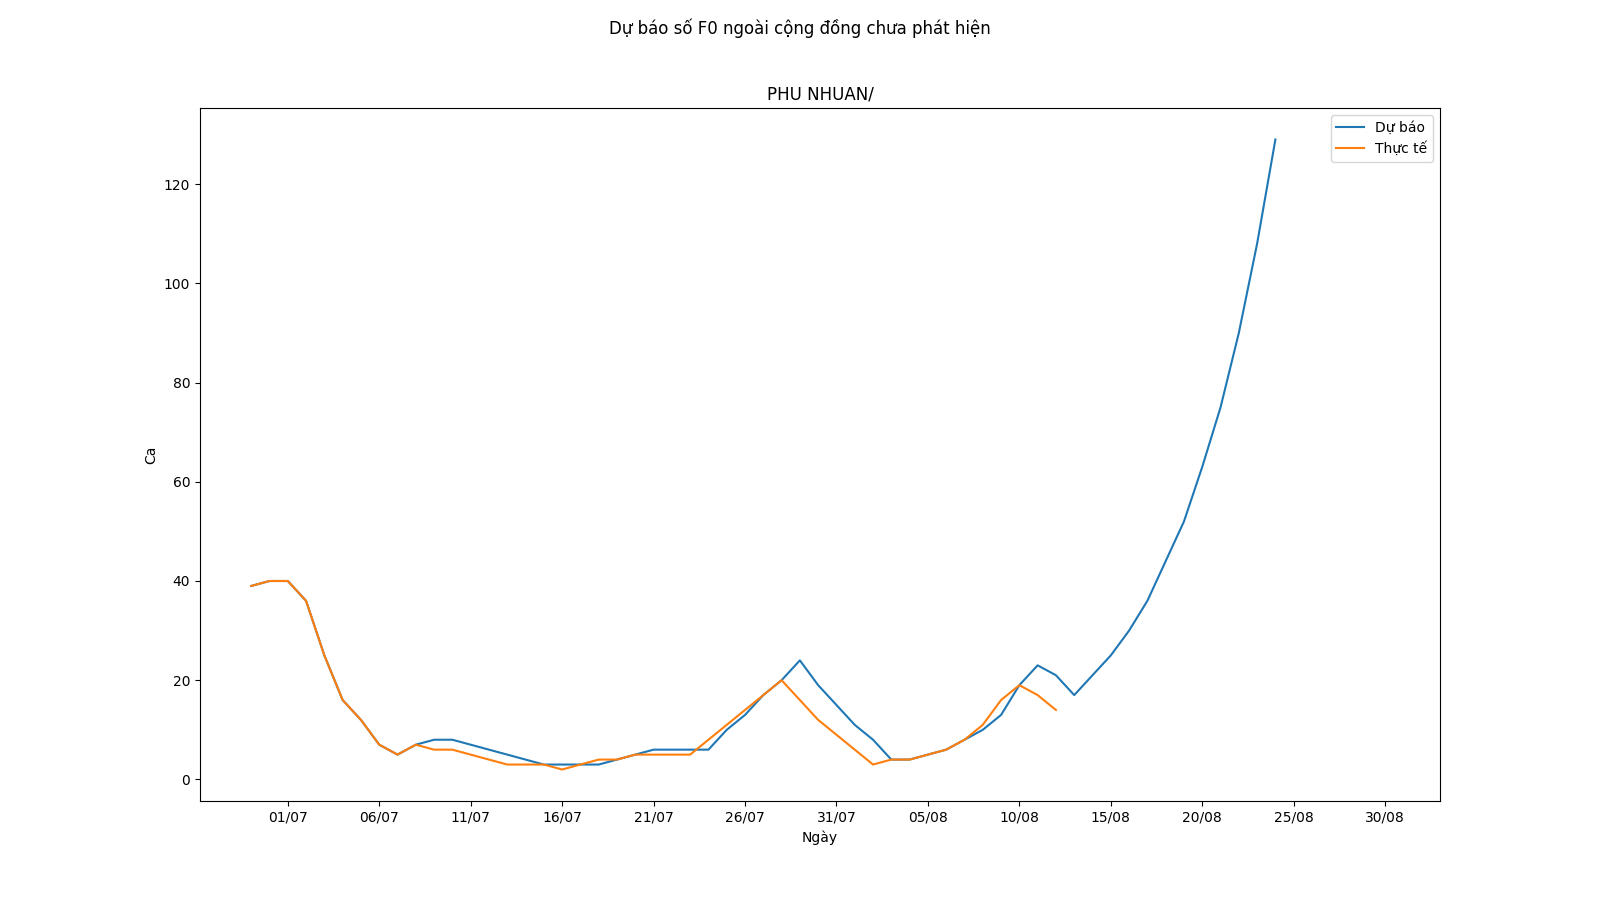 Dự báo số F0 ngoài cộng đồng chưa phát hiện
PHU NHUAN/
Dự báo
Thực tế
120
100
80
60
40
20
0
Ca
01/07 06/07 11/07 16/07 21/07 26/07 31/07 05/08 10/08 15/08 20/08 25/08 30/08
Ngày